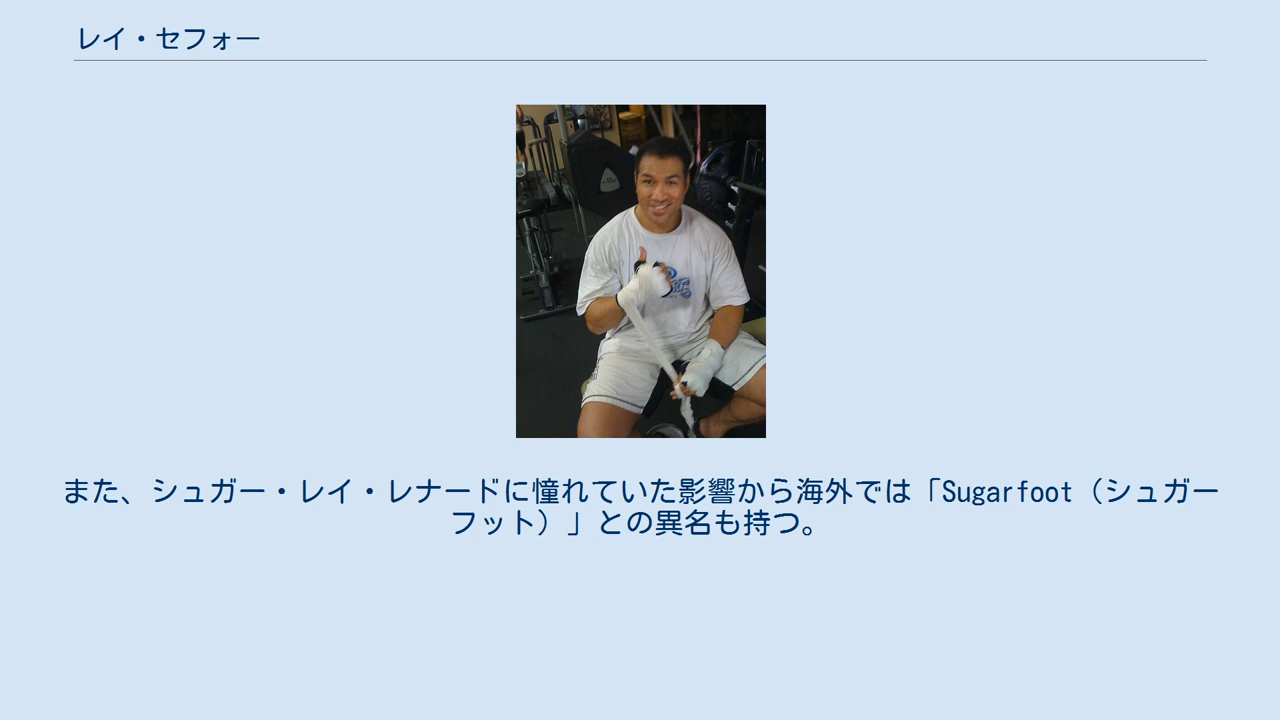 レイ・セフォー
また、シュガー・レイ・レナードに憧れていた影響から海外では「Sugarfoot（シュガー
フット）」との異名も持つ。